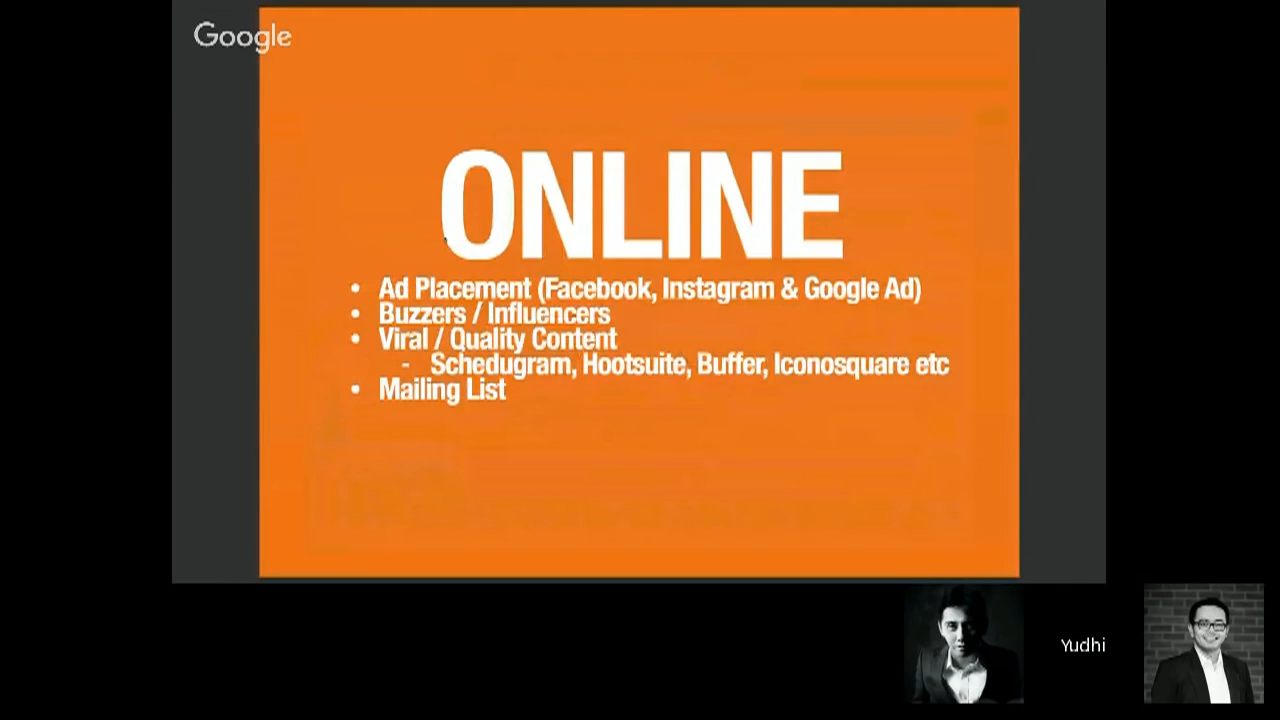 Google
ONLINE
• Ad Placement (Facebook, Instagram & Google Ad)
• Buzzers / Influencers
• Viral / Quality Content
- Schedugram, Hootsuite, Buffer, Iconosquare etc
• Mailing List
Yudhi